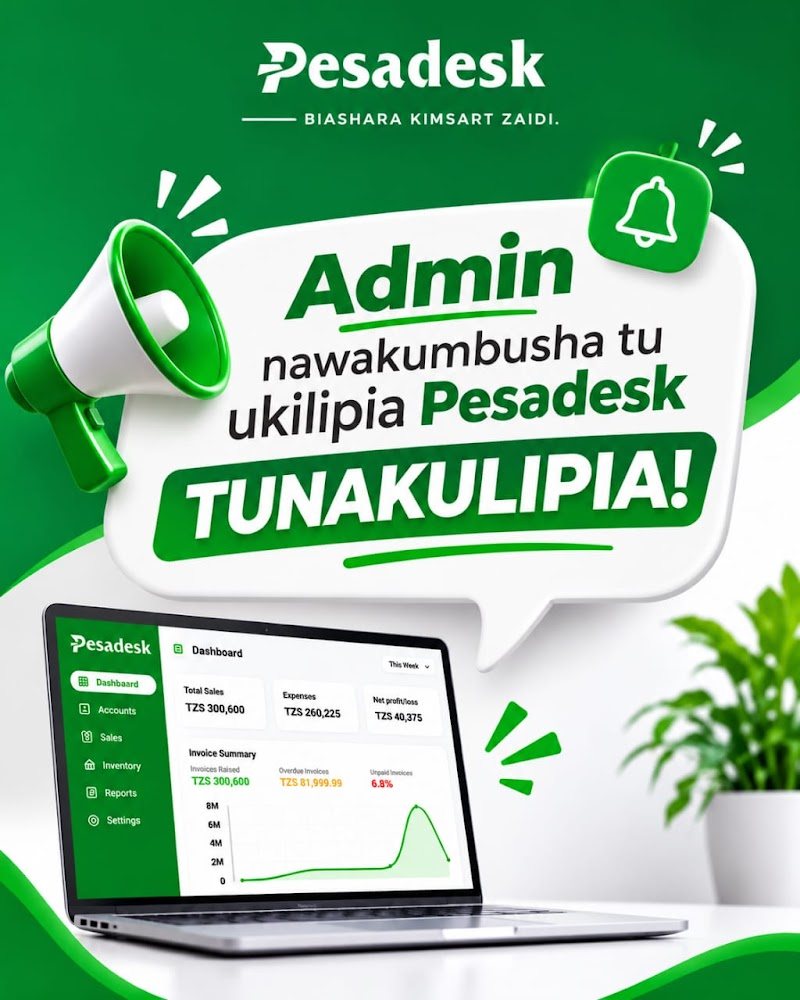 Pesadesk
BIASHARA KIMSART ZAIDI.
Admin
nawakumbusha tu
ukilipia Pesadesk
TUNAKULIPIA!
Pesadesk
Dashbaard
Accounts
Sales
Inventory
Reports
Settings
Dashboard
This Week
Total Sales
TZS 300,600
Expenses
TZS 260,225
Net profit/loss
TZS 40,375
Invoice Summary
Invoices Raised
TZS 300,600
Overdue Invoices
TZS 81,999.99
Unpaid Invoices
6.8%
8M
6M
4M
2M
0